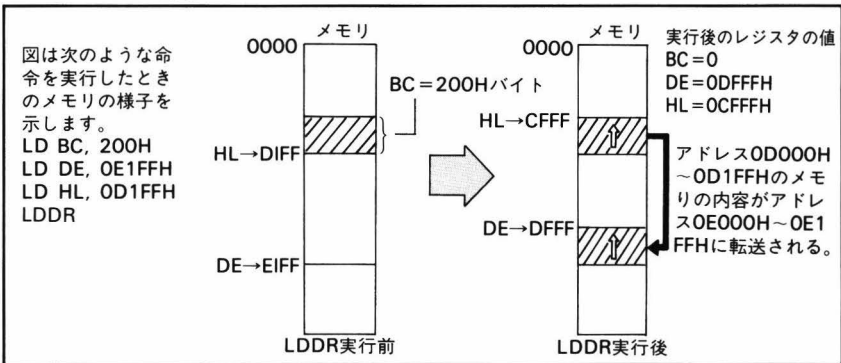 図は次のような命
令を実行したとき
のメモリの様子を
示します。
LD BC, 200H
LD DE, 0E1FFH
LD HL, 0D1FFH
LDDR
メモリ
0000
BC=200Hバイト
HL→D1FF
DE→E1FF
LDDR実行前
メモリ
0000
HL→CFFF
DE→DFFF
LDDR実行後
実行後のレジスタの値
BC=0
DE=0DFFFH
HL=0CFFFH
アドレス0D000H
～0D1FFHのメモ
リの内容がアドレ
ス0E000H～0E1
FFHに転送される。